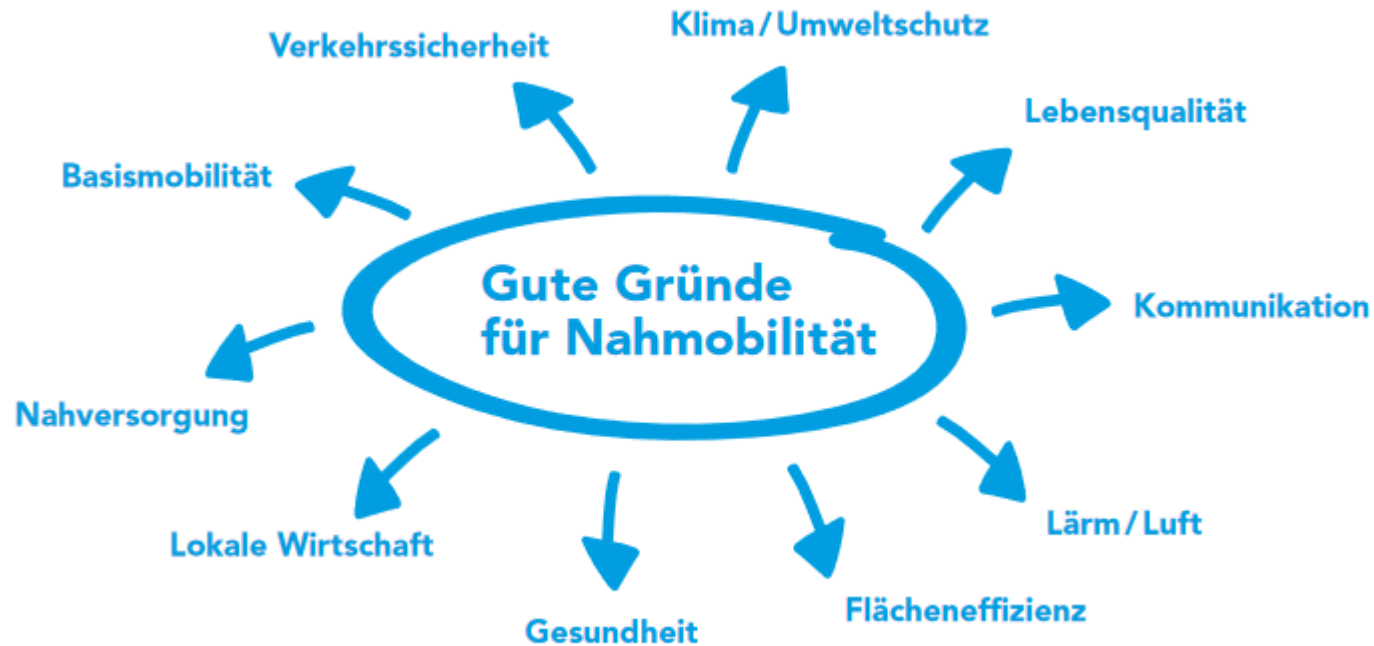 Klima / Umweltschutz
Verkehrssicherheit
Lebensqualität
Basismobilität
Gute Gründe
für Nahmobilität
Kommunikation
Nahversorgung
Lärm / Luft
Lokale Wirtschaft
Flächeneffizienz
Gesundheit